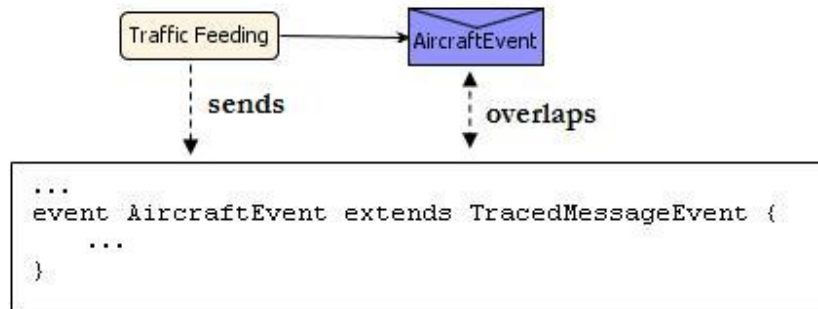 Traffic Feeding
AircraftEvent
sends
overlaps
...
event AircraftEvent extends TracedMessageEvent {
...
}